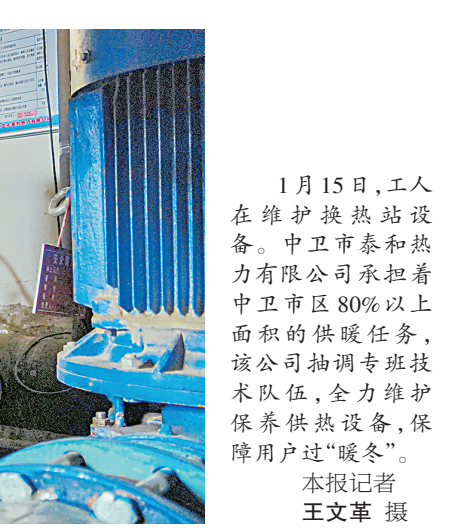 1月15日,工人
在维护换热站设
备。中卫市泰和热
力有限公司承担着
中卫市区80%以上
面积的供暖任务,
该公司抽调专班技
术队伍,全力维护
保养供热设备,保
障用户过“暖冬”。
本报记者
王文革 摄